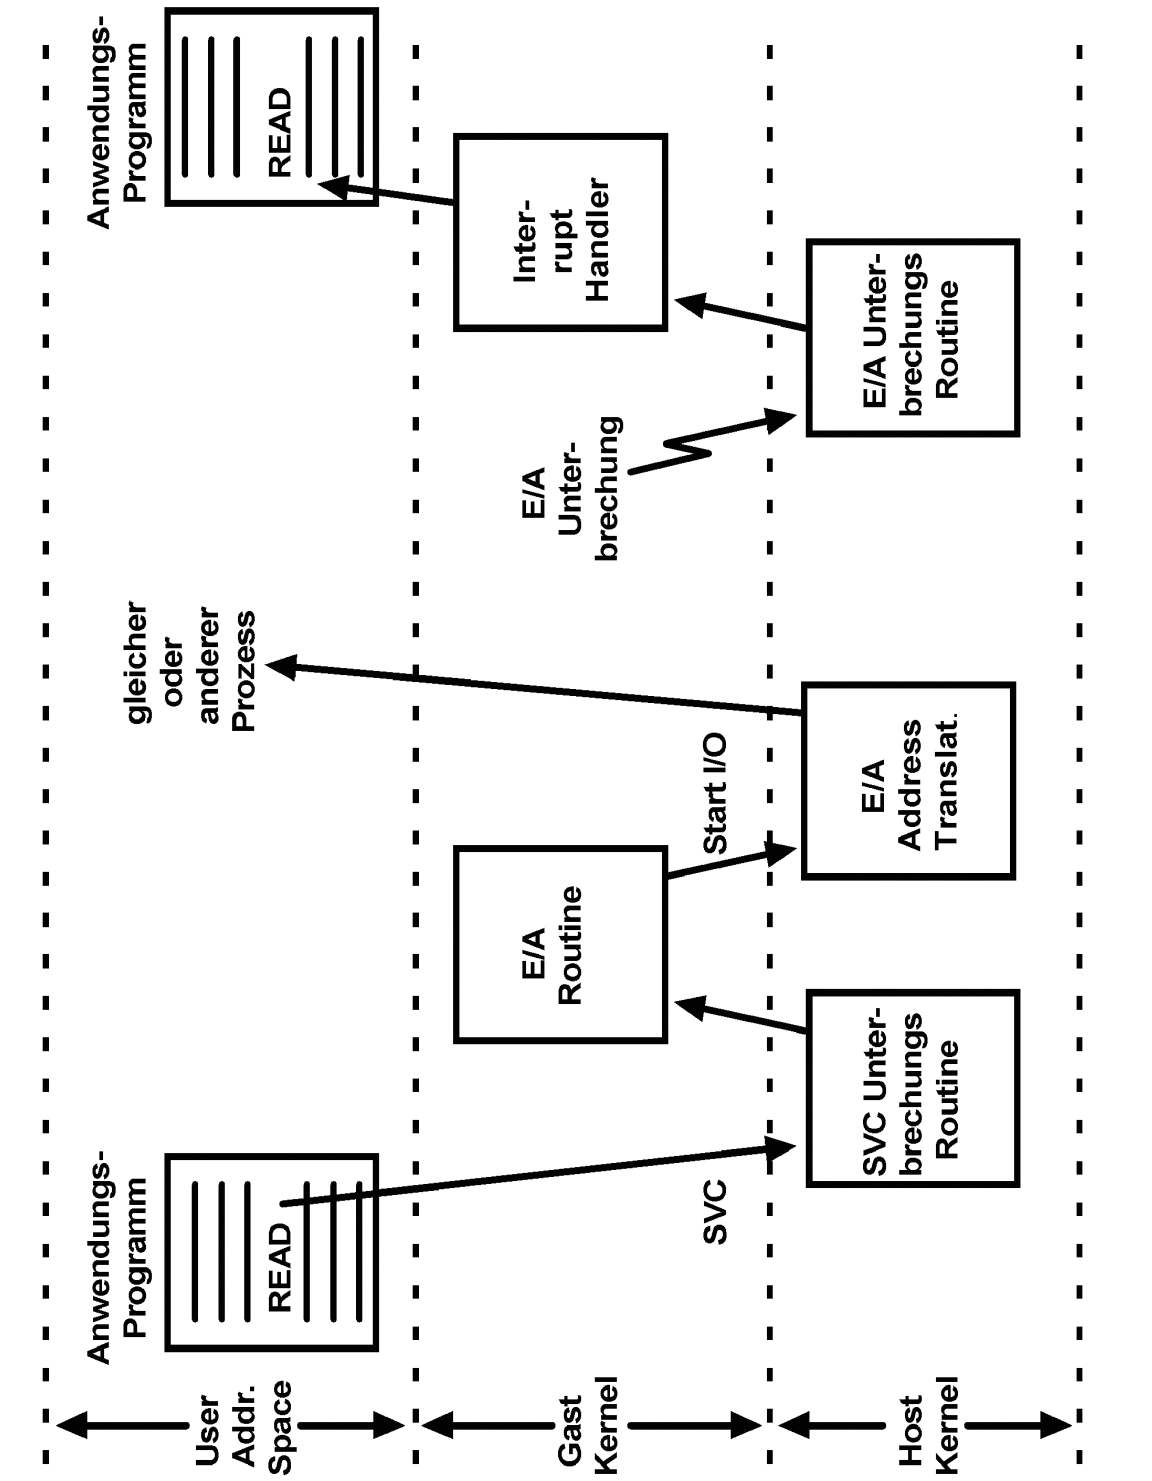 Anwendungs-
Programm
READ
gleicher
oder
anderer
Prozess
Anwendungs-
Programm
READ
User
Addr.
Space
E/A
Routine
Start I/O
SVC
E/A
Unter-
brechung
Inter-
rupt
Handler
Gast
Kernel
SVC Unter-
brechungs
Routine
E/A
Address
Translat.
E/A Unter-
brechungs
Routine
Host
Kernel